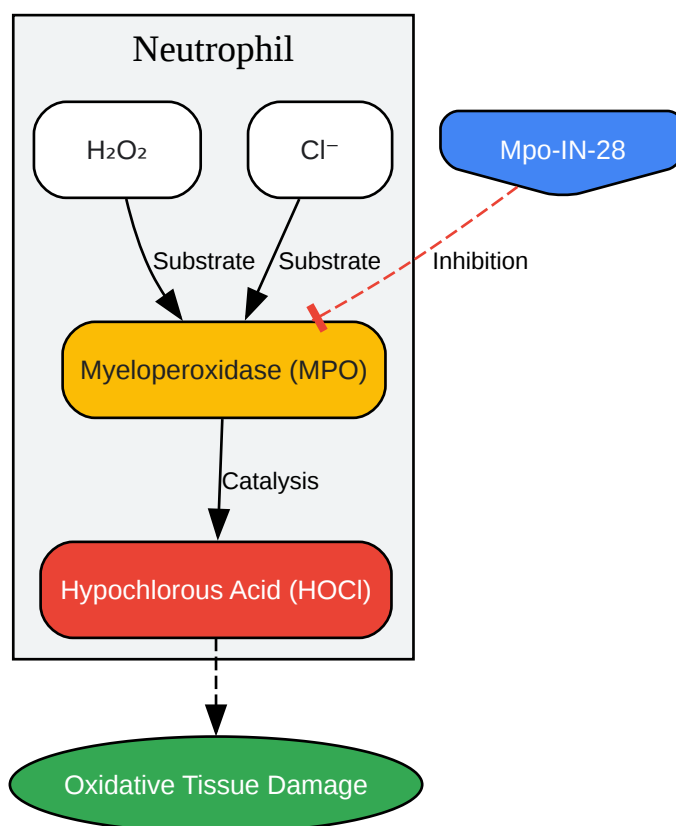 Neutrophil
H₂O₂
Cl⁻
Mpo-IN-28
Substrate
Substrate
Inhibition
Myeloperoxidase (MPO)
Catalysis
Hypochlorous Acid (HOCl)
Oxidative Tissue Damage